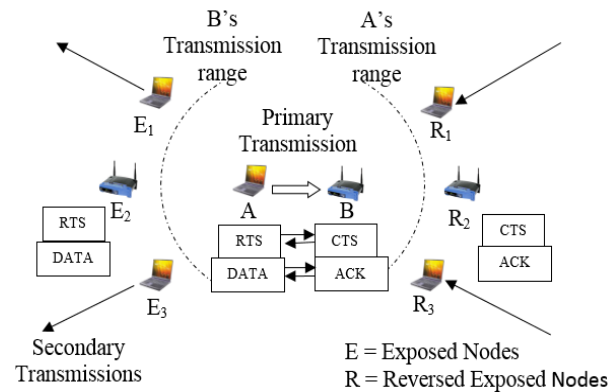 B's
Transmission
range
A's
Transmission
range
E1
R1
Primary
Transmission
E2
A
B
R2
RTS
DATA
RTS
CTS
DATA
ACK
CTS
ACK
E3
R3
Secondary
Transmissions
E = Exposed Nodes
R = Reversed Exposed Nodes